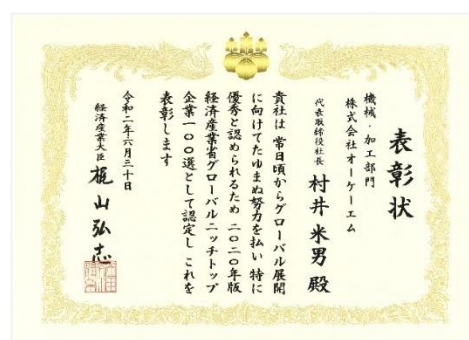 表彰状
機械・加工部門
株式会社オーケーエム
代表取締役社長 村井米男殿
貴社は常日頃からグローバル展開
に向けてたゆまぬ努力を払い特に
優秀と認められるため二〇二〇年版
経済産業省グローバルニッチトップ
企業一〇〇選として認定しこれを
表彰します
令和二年六月三十日
経済産業大臣 梶山弘志